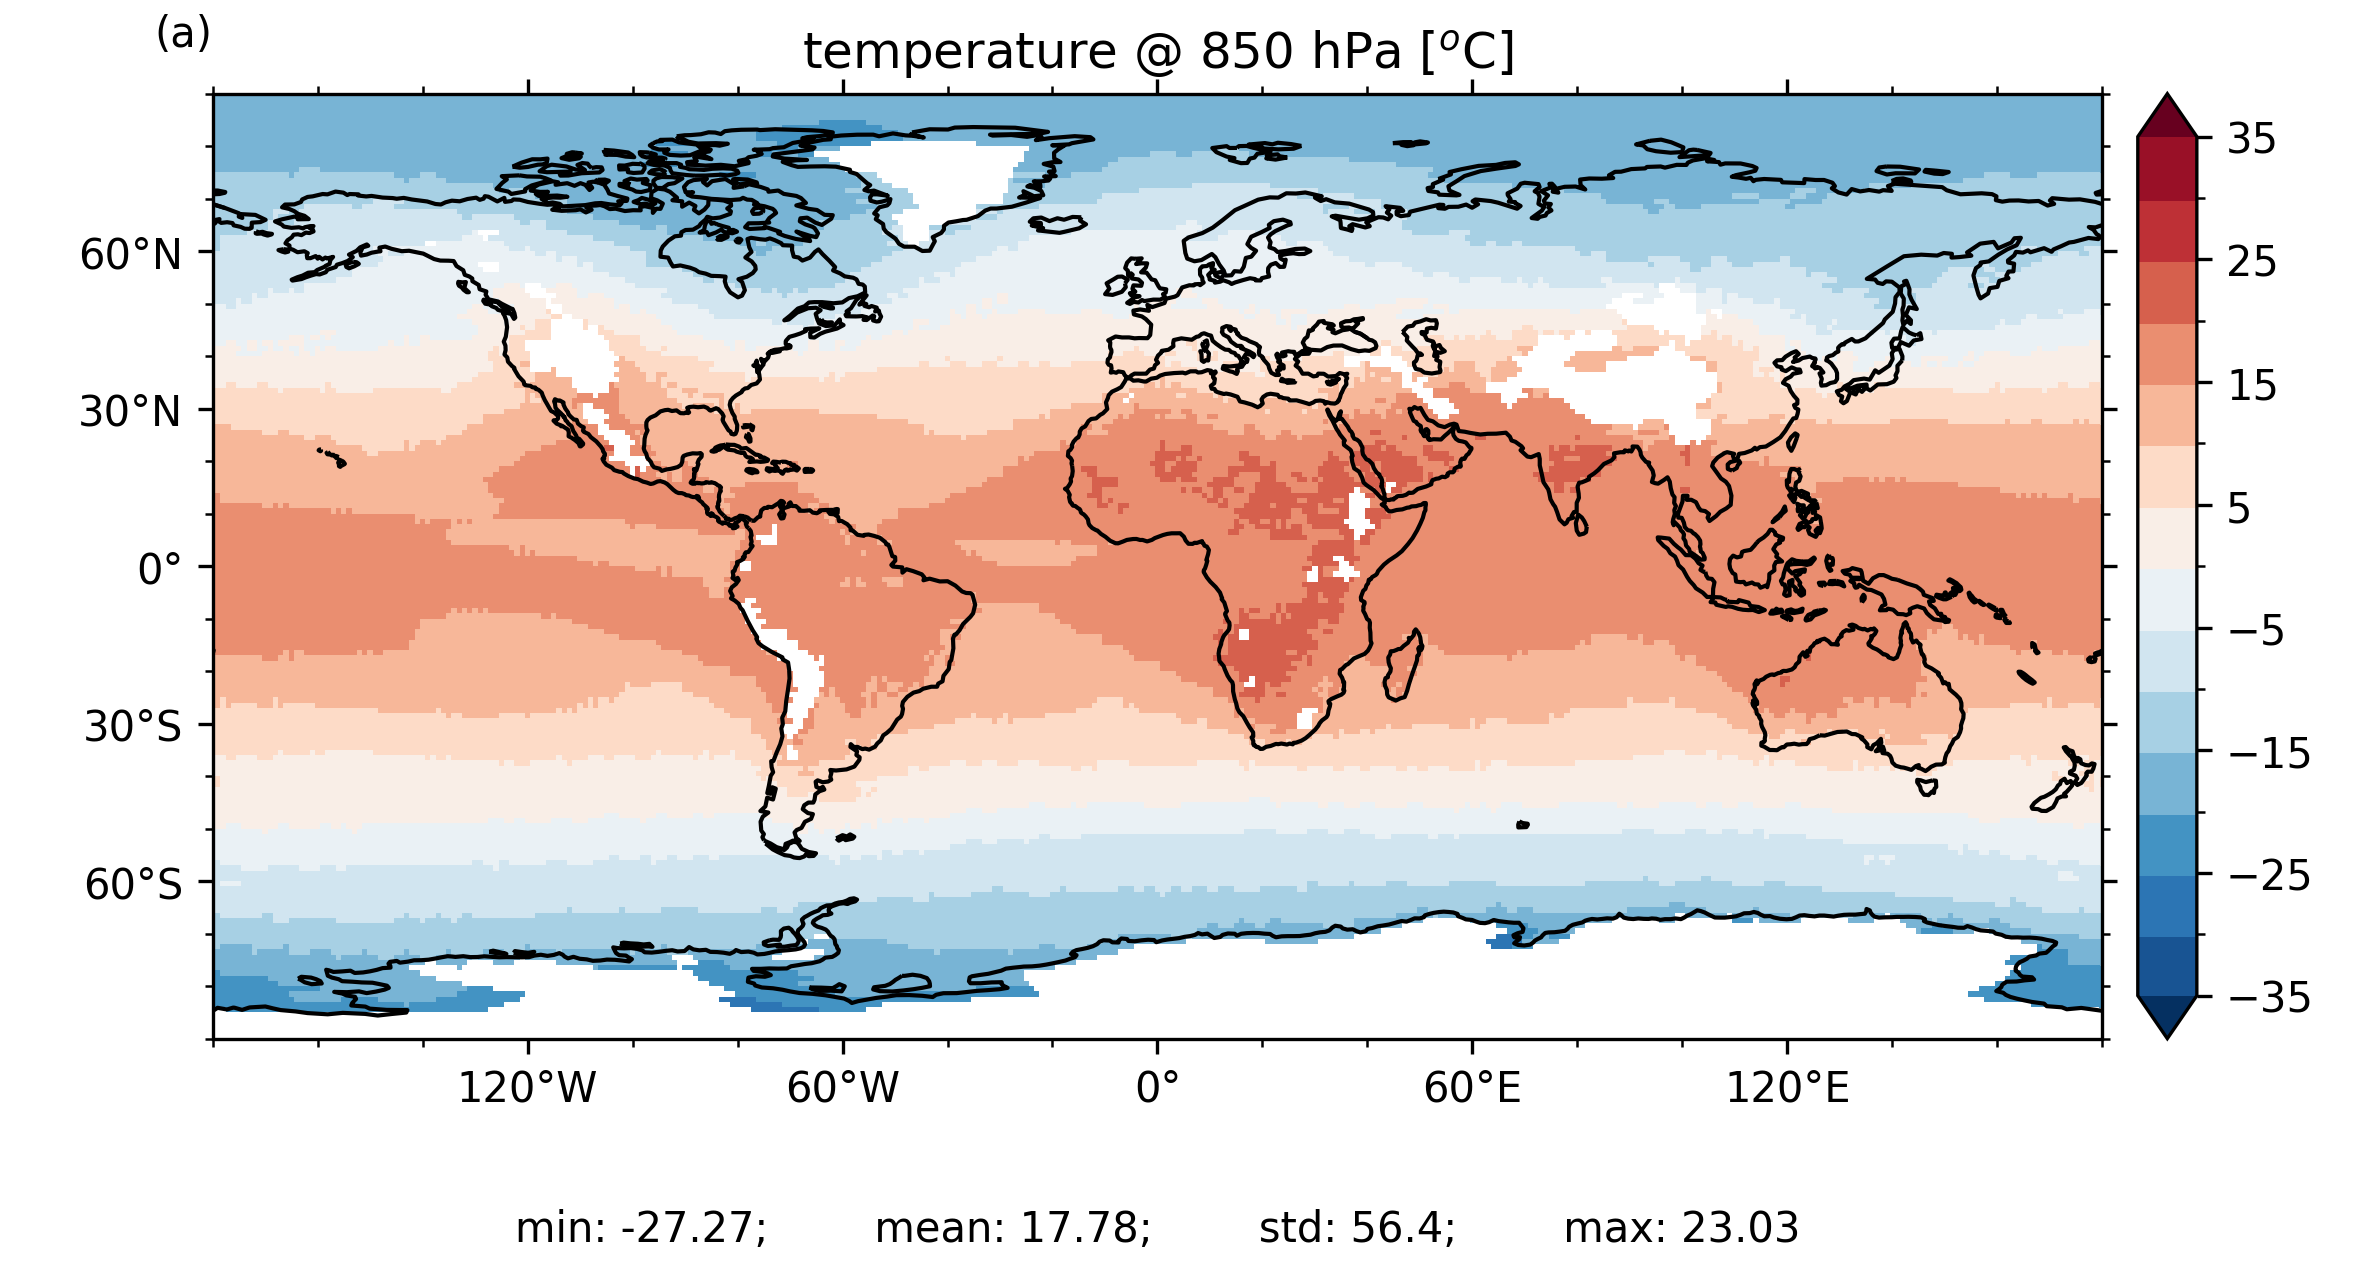 (a)
temperature @ 850 hPa [°C]
60°N
30°N
0°
30°S
60°S
120°W 60°W 0° 60°E 120°E
35
25
15
5
−5
−15
−25
−35
min: -27.27; mean: 17.78; std: 56.4; max: 23.03